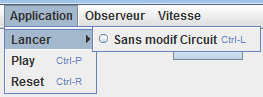 Application Observeur Vitesse
Lancer Sans modif Circuit Ctrl-L
Play Ctrl-P
Reset Ctrl-R